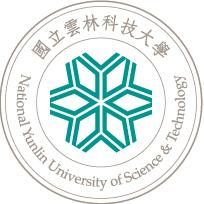 國立雲林科技大學
National Yunlin University of Science & Technology